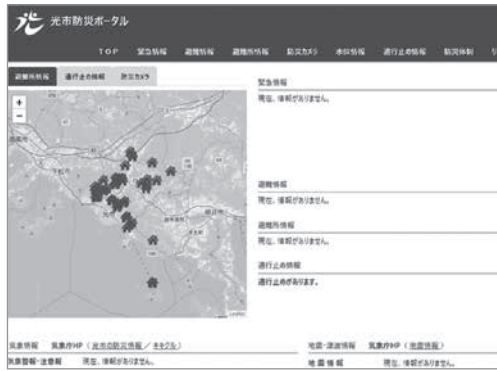 光市防災ポータル
TOP 緊急情報 避難情報 避難所情報 防災カメラ 水位情報 通行止め情報 防災体制
避難所情報 通行止め情報 防災カメラ
+
−
緊急情報
現在、情報がありません。
避難情報
現在、情報がありません。
避難所情報
現在、情報がありません。
通行止め情報
通行止めがあります。
Leaflet
気象情報 気象庁HP（光市の防災情報／キキクル）
気象警報・注意報 現在、情報がありません。
地震・津波情報 気象庁HP（地震情報）
地震情報 現在、情報がありません。